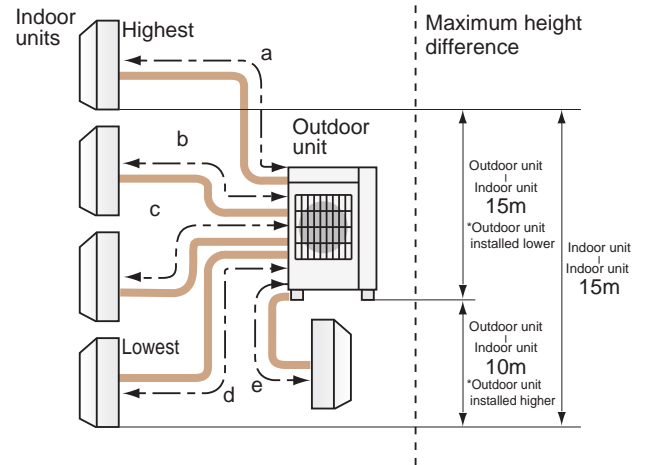 Indoor
units
Highest
a
Maximum height
difference
b
Outdoor
unit
c
Outdoor unit
Indoor unit
15m
*Outdoor unit
installed lower
Indoor unit
Indoor unit
15m
Lowest
d
e
Outdoor unit
Indoor unit
10m
*Outdoor unit
installed higher